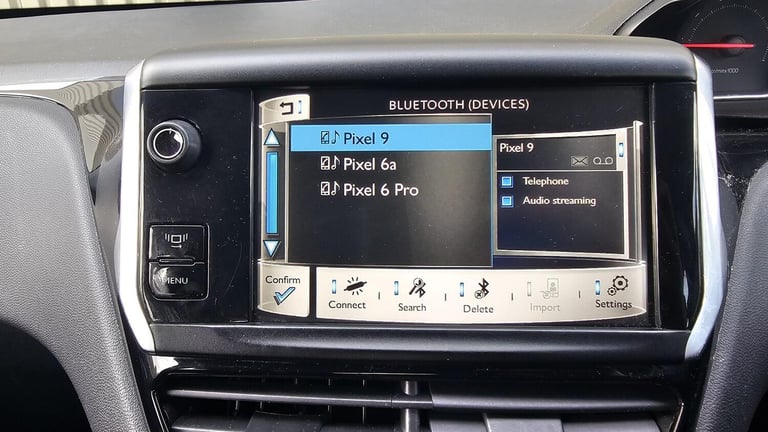 BLUETOOTH (DEVICES)
Pixel 9
Pixel 6a
Pixel 6 Pro
Pixel 9
Telephone
Audio streaming
MENU
Confirm
Connect
Search
Delete
Import
Settings